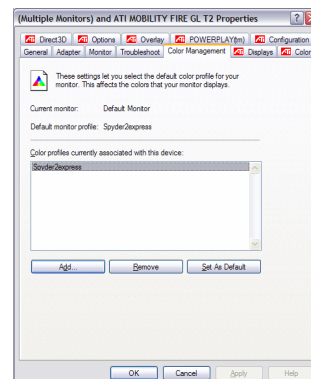 (Multiple Monitors) and ATI MOBILITY FIRE GL T2 Properties
Direct3D Options Overlay POWERPLAY(tm) Configuration
General Adapter Monitor Troubleshoot Color Management Displays Color
These settings let you select the default color profile for your
monitor. This affects the colors that your monitor displays.
Current monitor: Default Monitor
Default monitor profile: Spyder2express
Color profiles currently associated with this device:
Spyder2express
Add... Remove Set As Default
OK Cancel Apply Help